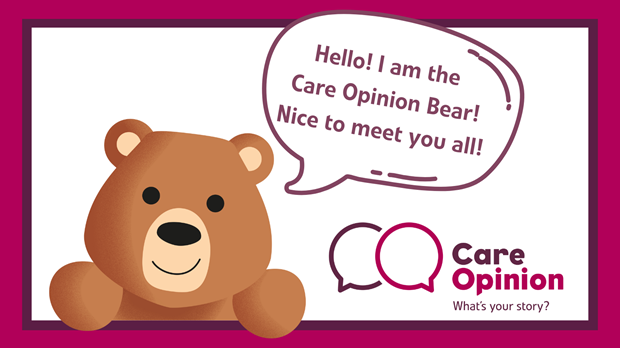 Hello! I am the
Care Opinion Bear!
Nice to meet you all!
Care
Opinion
What's your story?